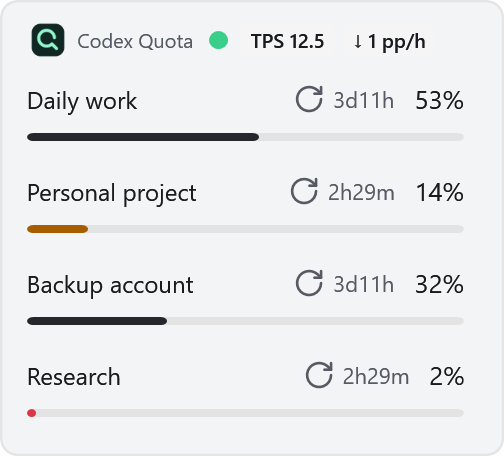 Codex Quota TPS 12.5 ↓ 1 pp/h
Daily work 3d11h 53%
Personal project 2h29m 14%
Backup account 3d11h 32%
Research 2h29m 2%